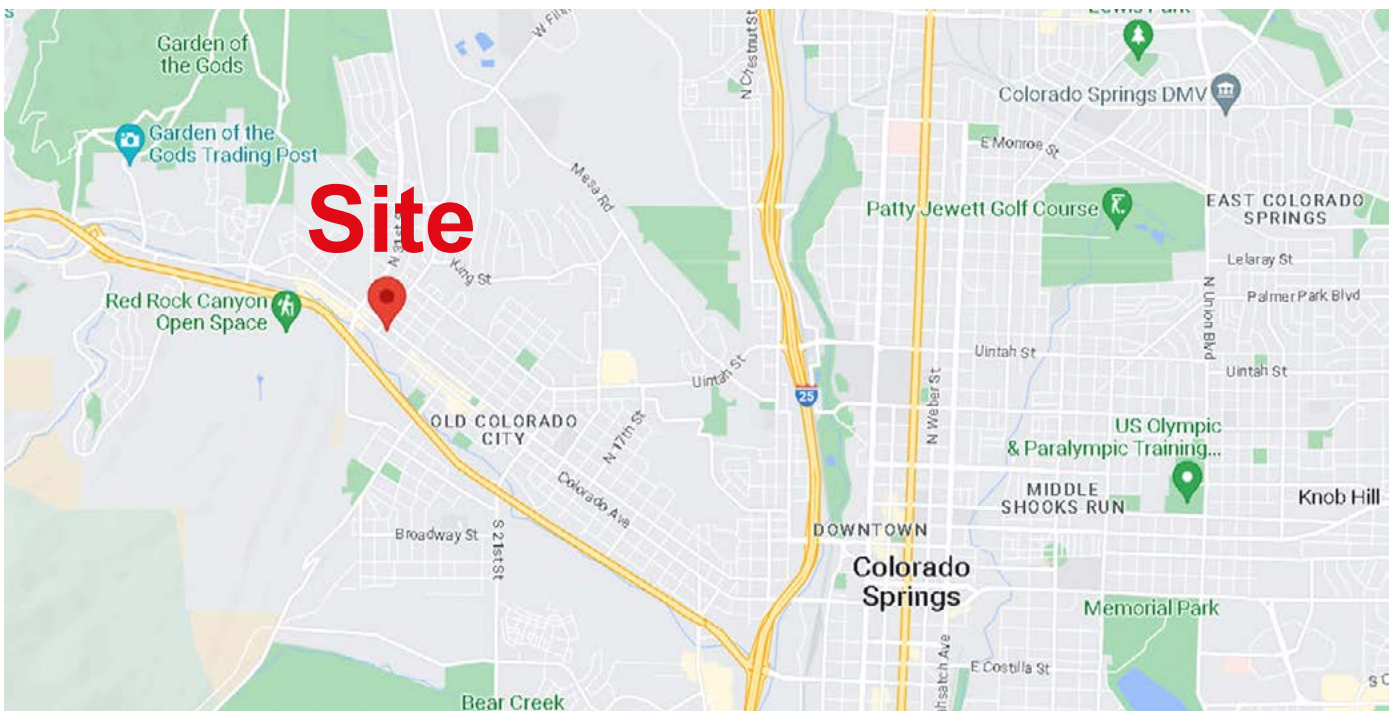 Lewis Park
Garden of
the Gods
W Fil
N Chestnut St
Colorado Springs DMV
Garden of the
Gods Trading Post
E Monroe St
Mesa Rd
Site
N 31st S
King St
Patty Jewett Golf Course
EAST COLORADO
SPRINGS
Lelaray St
N Union Blvd
Palmer Park Blvd
Red Rock Canyon
Open Space
Uintah St
Uintah St
Uintah St
25
N Weber St
OLD COLORADO
CITY
N 17th St
US Olympic
& Paralympic Training...
Colorado Ave
MIDDLE
SHOOKS RUN
Knob Hill
Broadway St
S 21st St
DOWNTOWN
Colorado
Springs
Memorial Park
E Costilla St
ahsatch Ave
Bear Creek